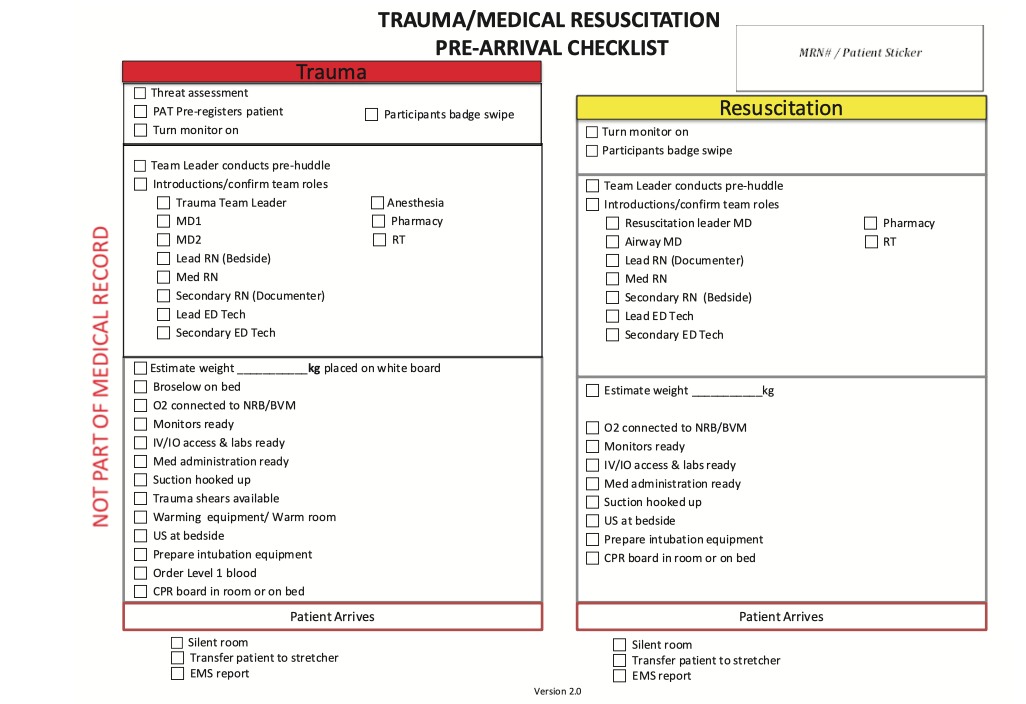 TRAUMA/MEDICAL RESUSCITATION
PRE-ARRIVAL CHECKLIST
MRN# / Patient Sticker
NOT PART OF MEDICAL RECORD
Trauma
Threat assessment
PAT Pre-registers patient
Participants badge swipe
Turn monitor on
Team Leader conducts pre-huddle
Introductions/confirm team roles
Trauma Team Leader
Anesthesia
MD1
Pharmacy
MD2
RT
Lead RN (Bedside)
Med RN
Secondary RN (Documenter)
Lead ED Tech
Secondary ED Tech
Estimate weight ___________kg placed on white board
Broselow on bed
O2 connected to NRB/BVM
Monitors ready
IV/IO access & labs ready
Med administration ready
Suction hooked up
Trauma shears available
Warming equipment/ Warm room
US at bedside
Prepare intubation equipment
Order Level 1 blood
CPR board in room or on bed
Patient Arrives
Silent room
Transfer patient to stretcher
EMS report
Resuscitation
Turn monitor on
Participants badge swipe
Team Leader conducts pre-huddle
Introductions/confirm team roles
Resuscitation leader MD
Pharmacy
Airway MD
RT
Lead RN (Documenter)
Med RN
Secondary RN (Bedside)
Lead ED Tech
Secondary ED Tech
Estimate weight ___________kg
O2 connected to NRB/BVM
Monitors ready
IV/IO access & labs ready
Med administration ready
Suction hooked up
US at bedside
Prepare intubation equipment
CPR board in room or on bed
Patient Arrives
Silent room
Transfer patient to stretcher
EMS report
Version 2.0